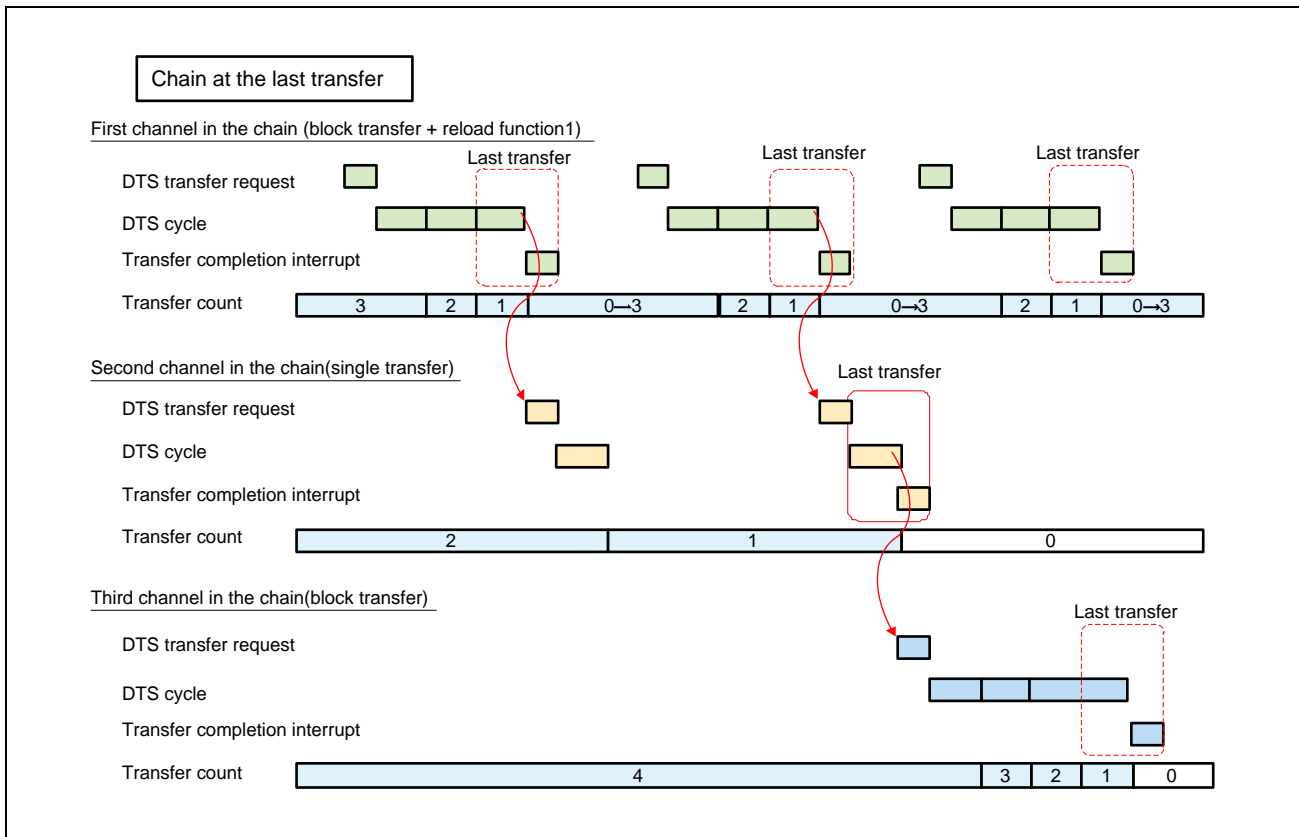 Chain at the last transfer
First channel in the chain (block transfer + reload function1)
Last transfer Last transfer Last transfer
DTS transfer request
DTS cycle
Transfer completion interrupt
Transfer count 3 2 1 0→3 2 1 0→3 2 1 0→3
Second channel in the chain(single transfer)
Last transfer
DTS transfer request
DTS cycle
Transfer completion interrupt
Transfer count 2 1 0
Third channel in the chain(block transfer)
Last transfer
DTS transfer request
DTS cycle
Transfer completion interrupt
Transfer count 4 3 2 1 0